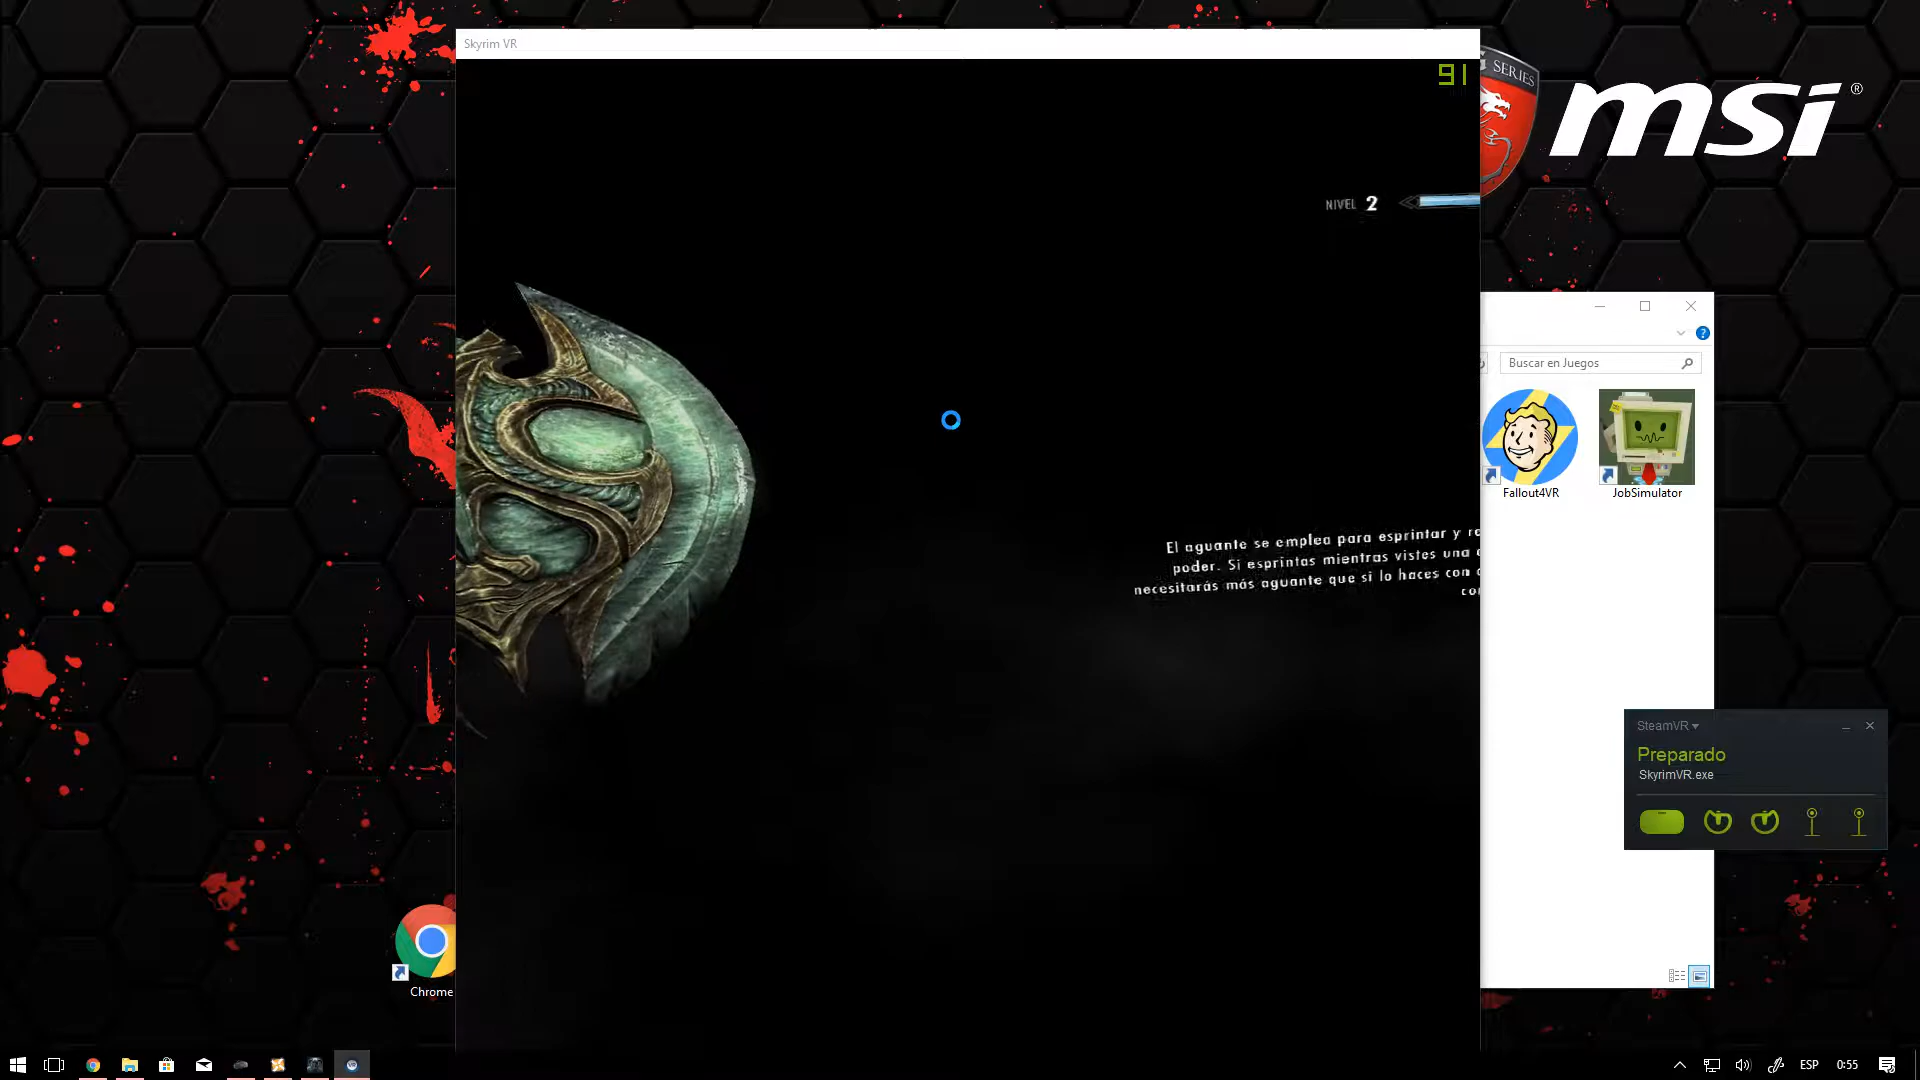 Skyrim VR
91
SERIES
msi ®
NIVEL 2
El aguante se emplea para esprintar y
poder. Si esprintas mientras vistes una
necesitarás más aguante que si lo haces con
Buscar en Juegos
Fallout4VR
JobSimulator
SteamVR
Preparado
SkyrimVR.exe
Chrome
ESP
0:55